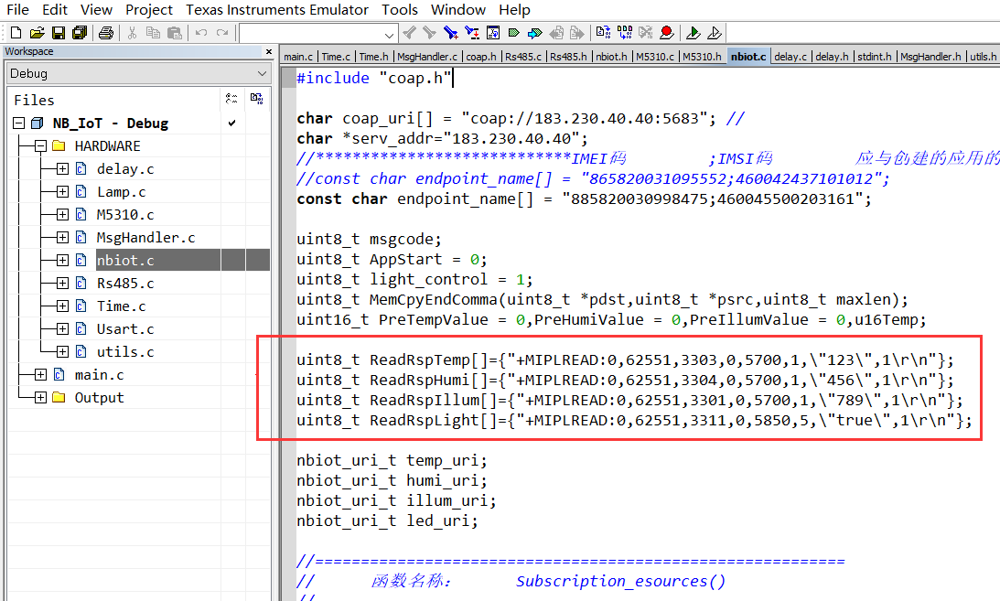 File Edit View Project Texas Instruments Emulator Tools Window Help
Workspace
Debug
Files
NB_IoT - Debug
HARDWARE
delay.c
Lamp.c
M5310.c
MsgHandler.c
nbiot.c
Rs485.c
Time.c
Usart.c
utils.c
main.c
Output
main.c Time.c Time.h MsgHandler.c coap.h Rs485.c Rs485.h nbiot.h M5310.c M5310.h nbiot.c delay.c delay.h stdint.h MsgHandler.h utils.h
#include "coap.h"
char coap_uri[] = "coap://183.230.40.40:5683"; //
char *serv_addr="183.230.40.40";
//****************************IMEI码 ;IMSI码 应与创建的应用的
//const char endpoint_name[] = "865820031095552;460042437101012";
const char endpoint_name[] = "885820030998475;460045500203161";
uint8_t msgcode;
uint8_t AppStart = 0;
uint8_t light_control = 1;
uint8_t MemCpyEndComma(uint8_t *pdst,uint8_t *psrc,uint8_t maxlen);
uint16_t PreTempValue = 0,PreHumiValue = 0,PreIllumValue = 0,u16Temp;
uint8_t ReadRspTemp[]={"+MIPLREAD:0,62551,3303,0,5700,1,\"123\",1\r\n"};
uint8_t ReadRspHumi[]={"+MIPLREAD:0,62551,3304,0,5700,1,\"456\",1\r\n"};
uint8_t ReadRspIllum[]={"+MIPLREAD:0,62551,3301,0,5700,1,\"789\",1\r\n"};
uint8_t ReadRspLight[]={"+MIPLREAD:0,62551,3311,0,5850,5,\"true\",1\r\n"};
nbiot_uri_t temp_uri;
nbiot_uri_t humi_uri;
nbiot_uri_t illum_uri;
nbiot_uri_t led_uri;
//==========================================================
// 函数名称： Subscription_esources()
//